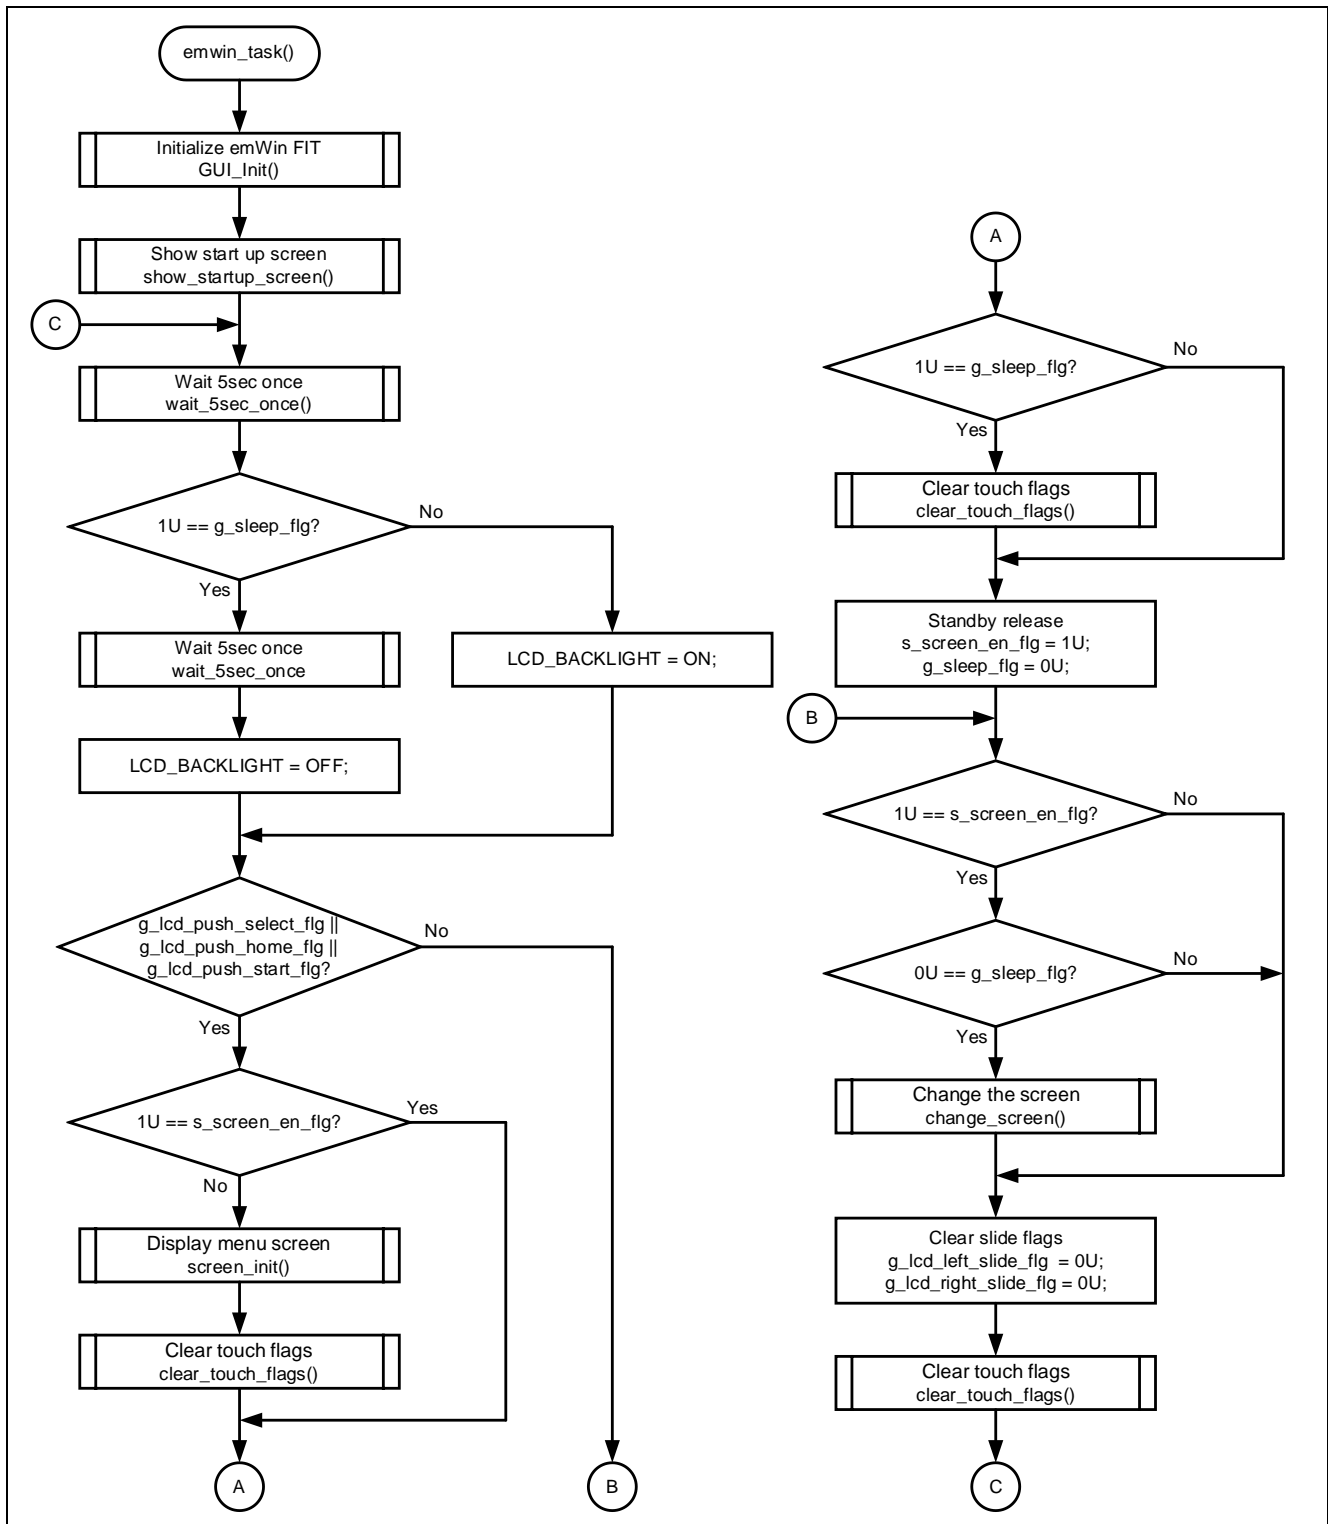 emwin_task()
Initialize emWin FIT
GUI_Init()
Show start up screen
show_startup_screen()
C
Wait 5sec once
wait_5sec_once()
1U == g_sleep_flg?
No
Yes
Wait 5sec once
wait_5sec_once
LCD_BACKLIGHT = ON;
LCD_BACKLIGHT = OFF;
g_lcd_push_select_flg ||
g_lcd_push_home_flg ||
g_lcd_push_start_flg?
No
Yes
1U == s_screen_en_flg?
Yes
No
Display menu screen
screen_init()
Clear touch flags
clear_touch_flags()
A
B
A
1U == g_sleep_flg?
No
Yes
Clear touch flags
clear_touch_flags()
Standby release
s_screen_en_flg = 1U;
g_sleep_flg = 0U;
B
1U == s_screen_en_flg?
No
Yes
0U == g_sleep_flg?
No
Yes
Change the screen
change_screen()
Clear slide flags
g_lcd_left_slide_flg  = 0U;
g_lcd_right_slide_flg = 0U;
Clear touch flags
clear_touch_flags()
C